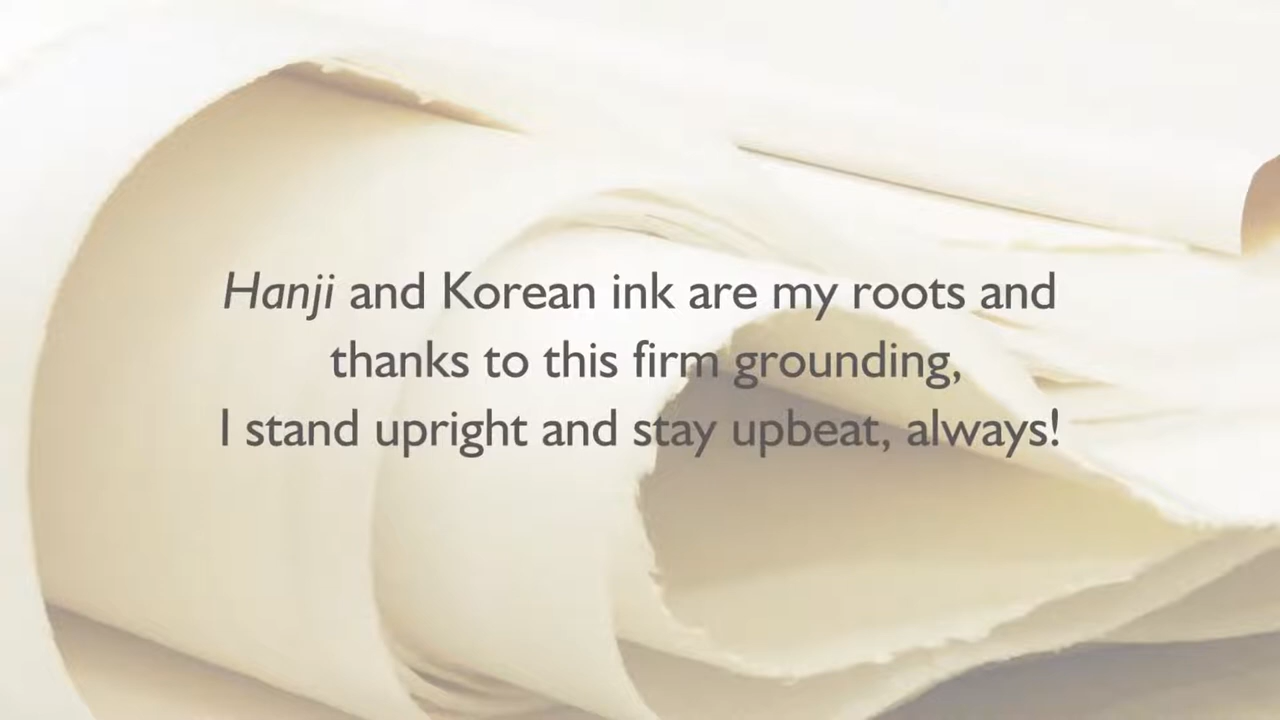 Hanji and Korean ink are my roots and
thanks to this firm grounding,
I stand upright and stay upbeat, always!